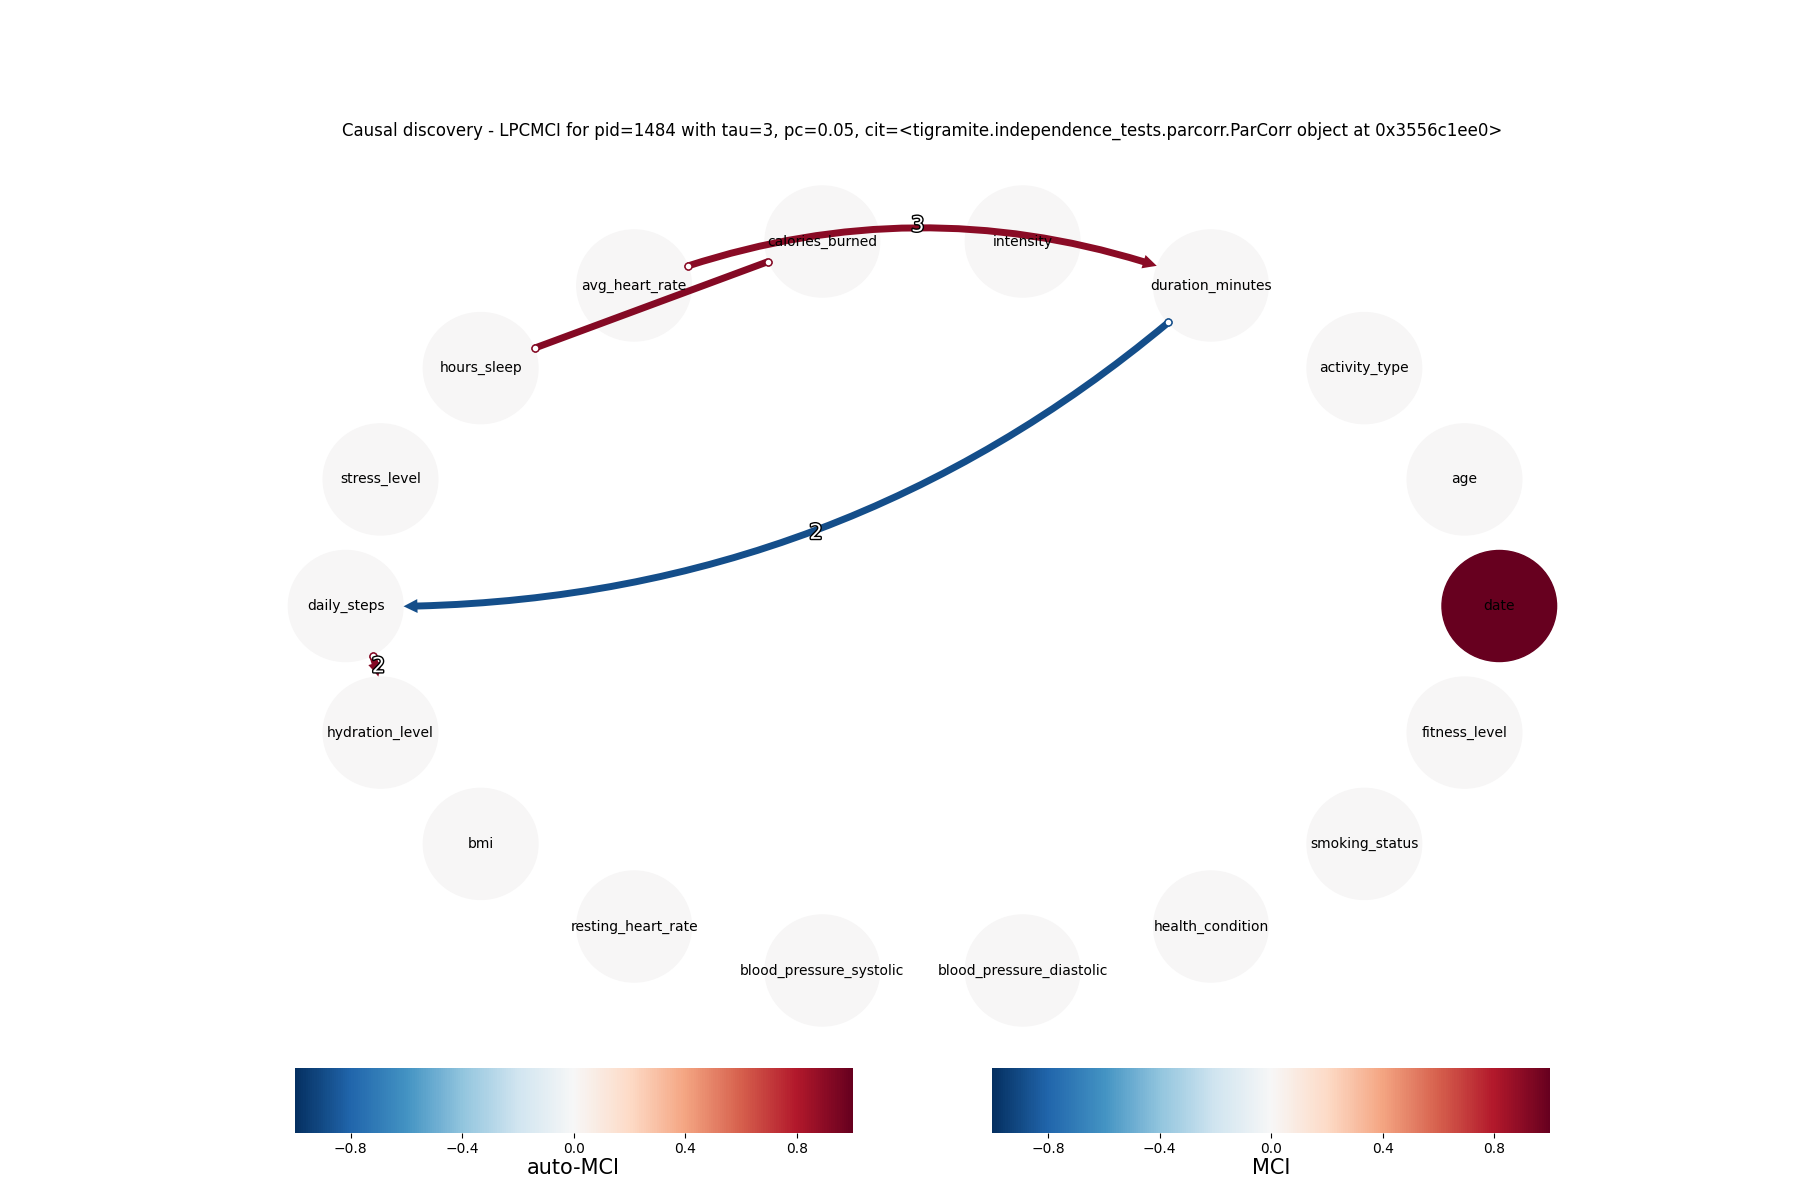 Causal discovery - LPCMCI for pid=1484 with tau=3, pc=0.05, cit=<tigramite.independence_tests.parcorr.ParCorr object at 0x3556c1ee0>
3
calories_burned
intensity
avg_heart_rate
duration_minutes
hours_sleep
activity_type
stress_level
age
2
daily_steps
date
2
hydration_level
fitness_level
bmi
smoking_status
resting_heart_rate
health_condition
blood_pressure_systolic
blood_pressure_diastolic
−0.8 −0.4 0.0 0.4 0.8
auto-MCI
−0.8 −0.4 0.0 0.4 0.8
MCI